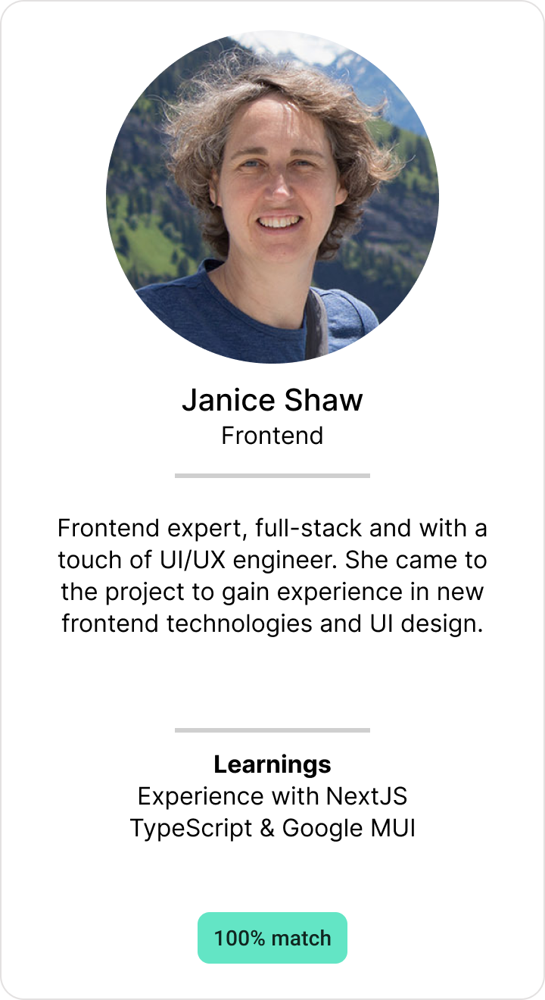 Janice Shaw
Frontend
Frontend expert, full-stack and with a
touch of UI/UX engineer. She came to
the project to gain experience in new
frontend technologies and UI design.
Learnings
Experience with NextJS
TypeScript & Google MUI
100% match